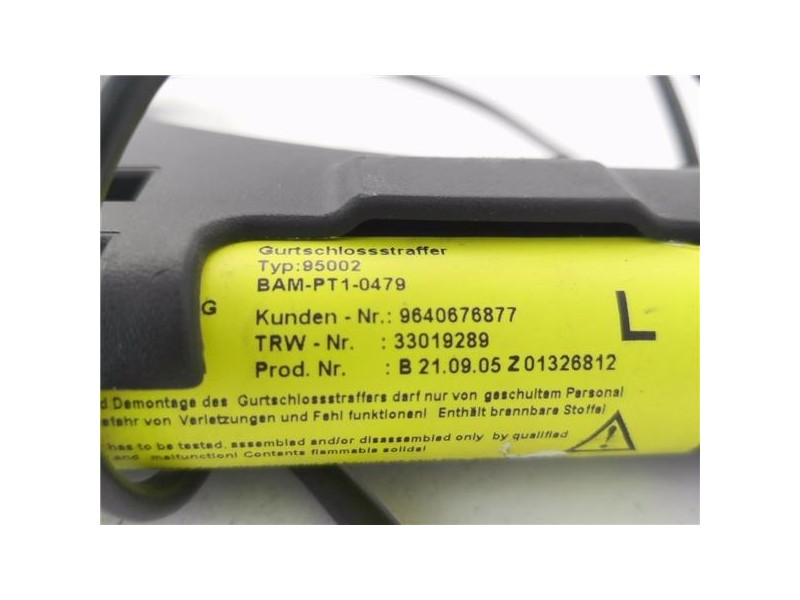 Gurtschlossstraffer
Typ:95002
BAM-PT1-0479
G
Kunden - Nr.: 9640676877
L
TRW - Nr. : 33019289
Prod. Nr. : B 21.09.05 Z 01326812
d Demontage des Gurtschlossstraffers darf nur von geschultem Personal
efahr von Verletzungen und Fehl funktionen! Enthält brennbare Stoffe!
has to be tested, assembled and/or disassembled only by qualified
and malfunction! Contents flammable solids!